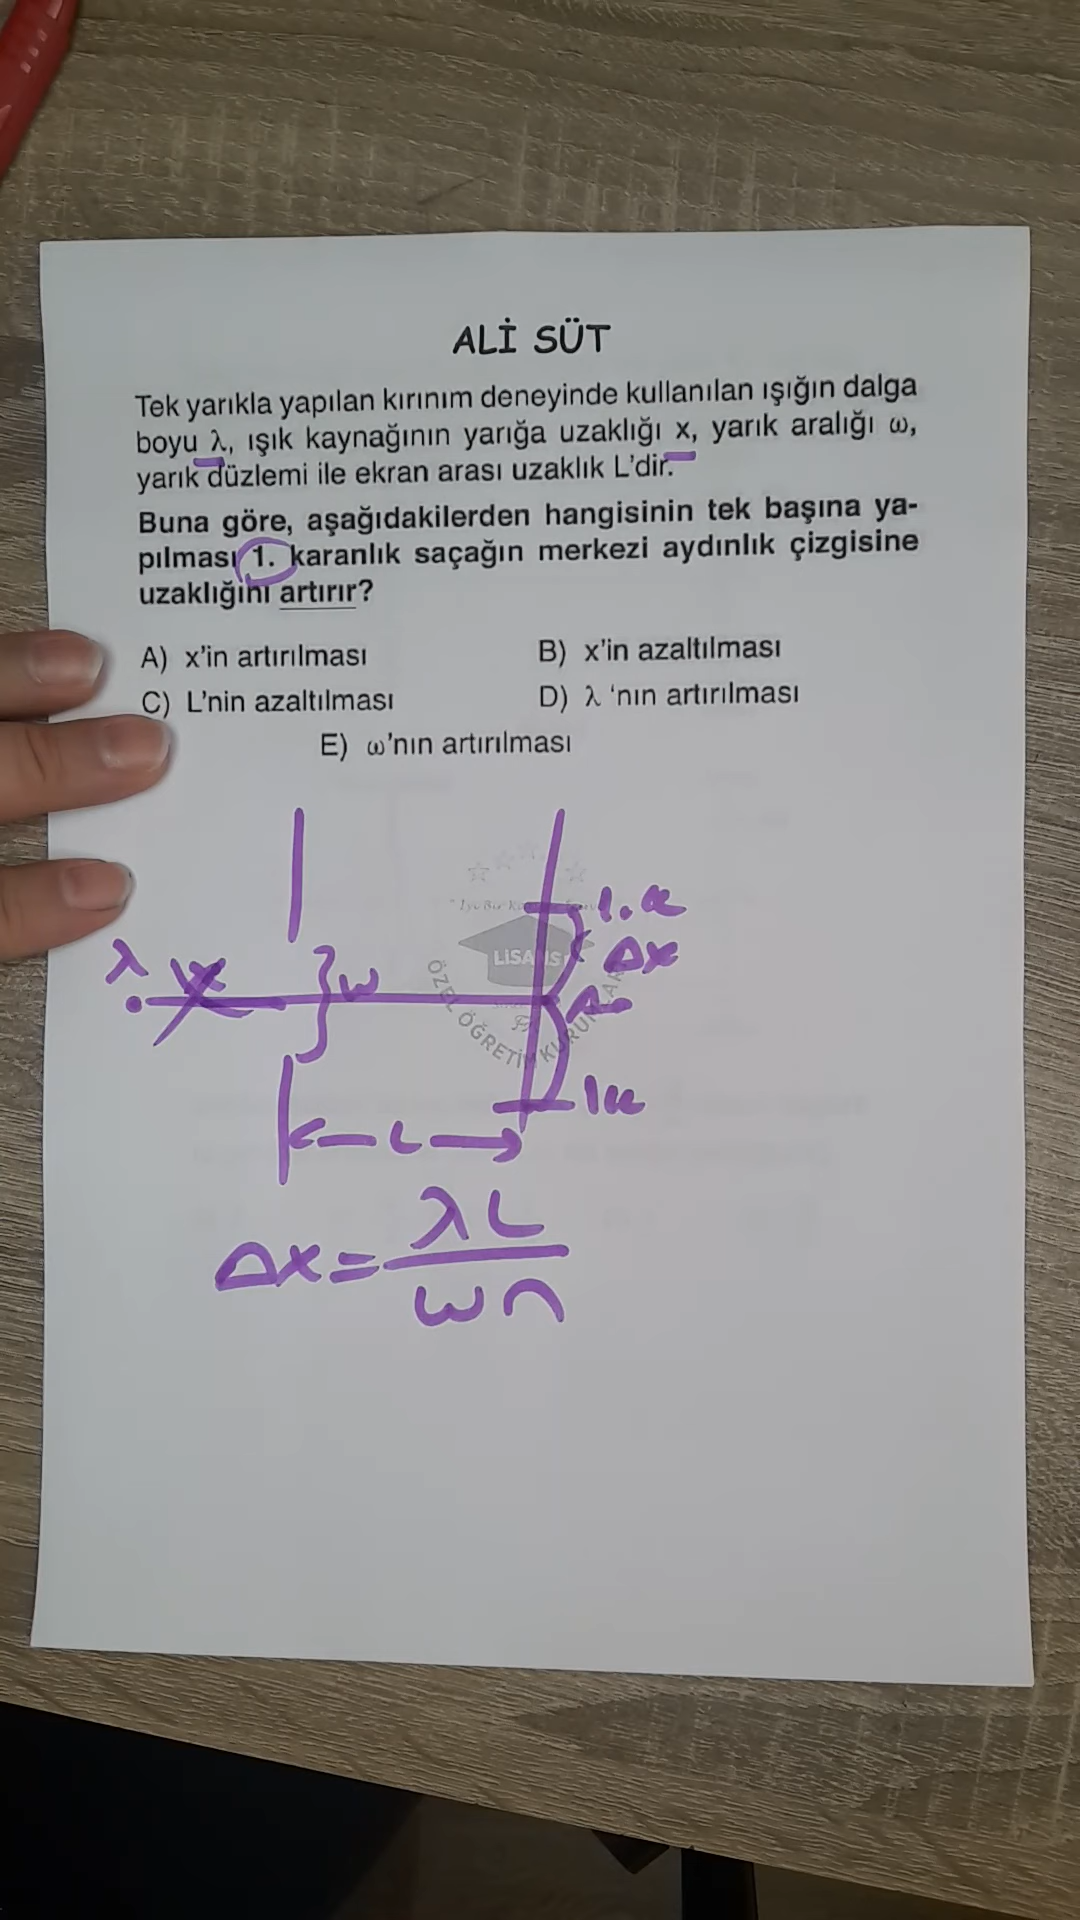 ALİ SÜT
Tek yarıkla yapılan kırınım deneyinde kullanılan ışığın dalga
boyu λ, ışık kaynağının yarığa uzaklığı x, yarık aralığı ω,
yarık düzlemi ile ekran arası uzaklık L'dir.
Buna göre, aşağıdakilerden hangisinin tek başına ya-
pılması 1. karanlık saçağın merkezi aydınlık çizgisine
uzaklığını artırır?
A) x'in artırılması
B) x'in azaltılması
C) L'nin azaltılması
D) λ 'nın artırılması
E) ω'nın artırılması
1. K
Δx
λ
x
w
LİSANS
ÖZEL ÖĞRETİM KURUMLARI
1K
L
Δx = λL / ωn